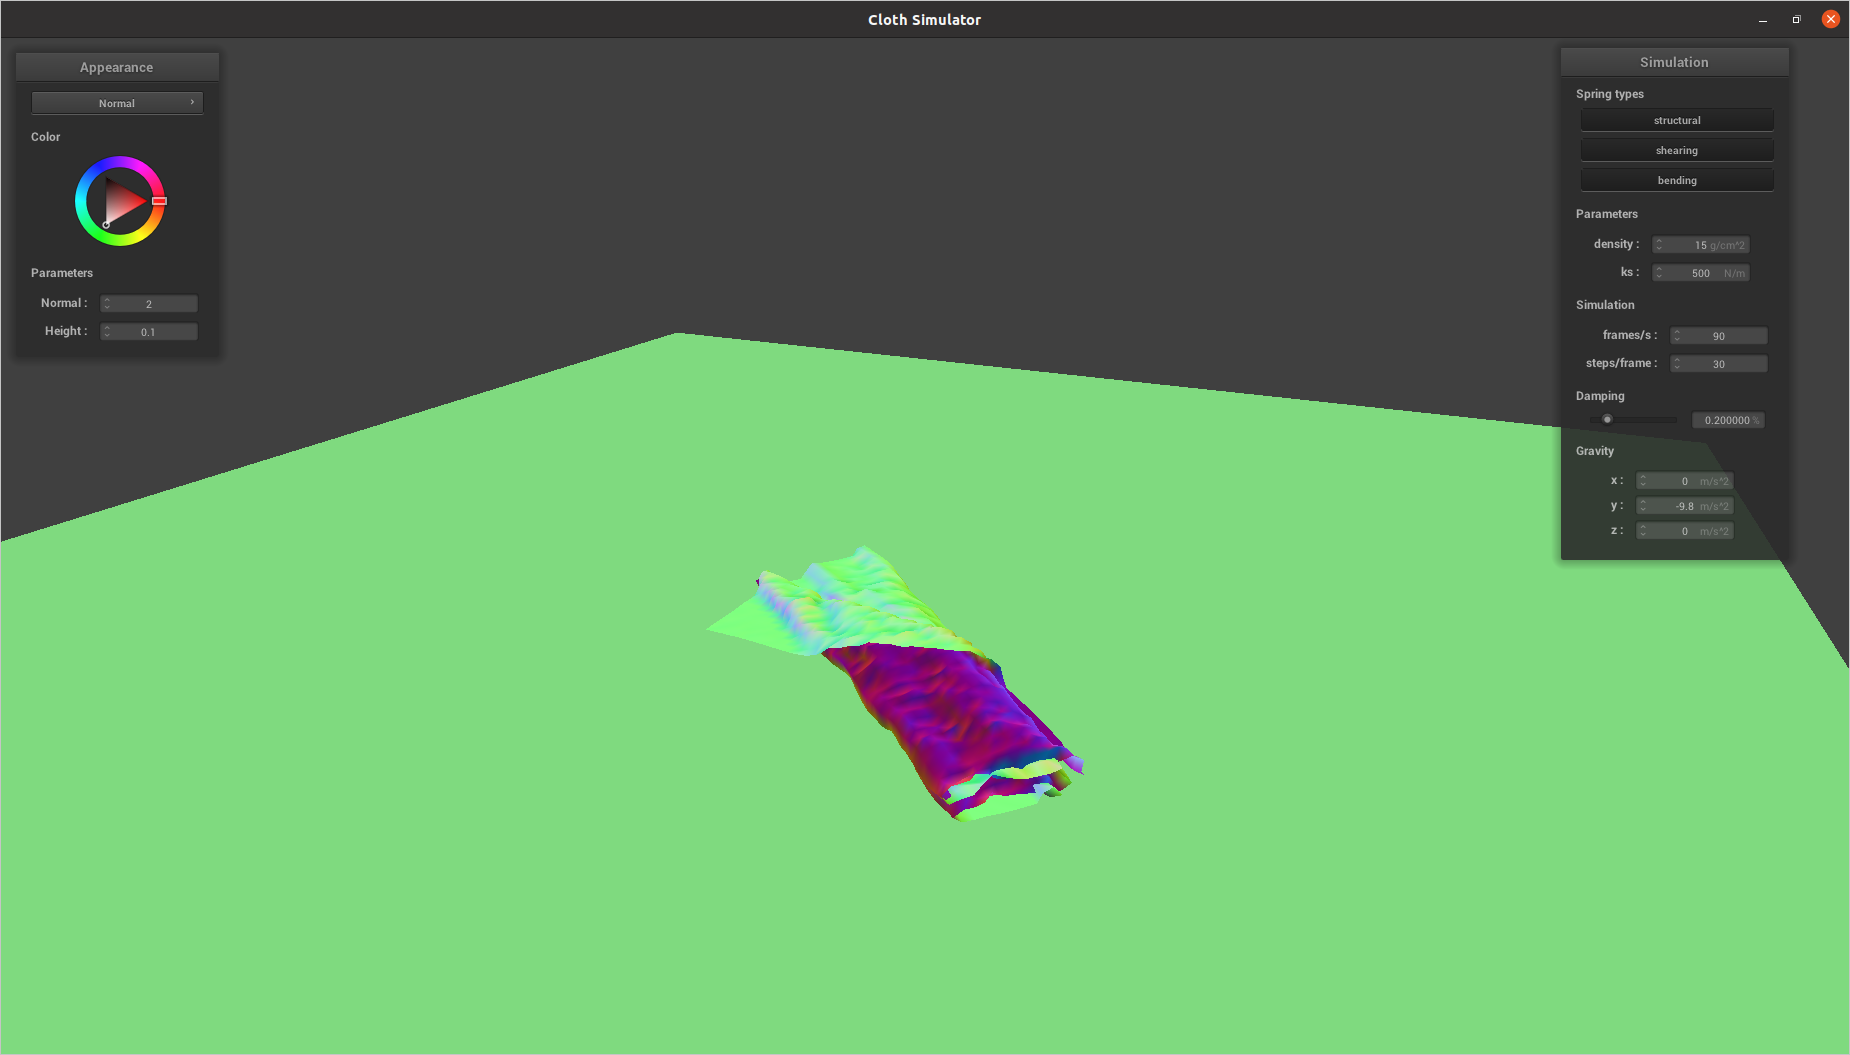 Cloth Simulator
Appearance
Normal
Color
Parameters
Normal : 2
Height : 0.1
Simulation
Spring types
structural
shearing
bending
Parameters
density : 15 g/cm^2
ks : 500 N/m
Simulation
frames/s : 90
steps/frame : 30
Damping
0.200000 %
Gravity
x : 0 m/s^2
y : -9.8 m/s^2
z : 0 m/s^2